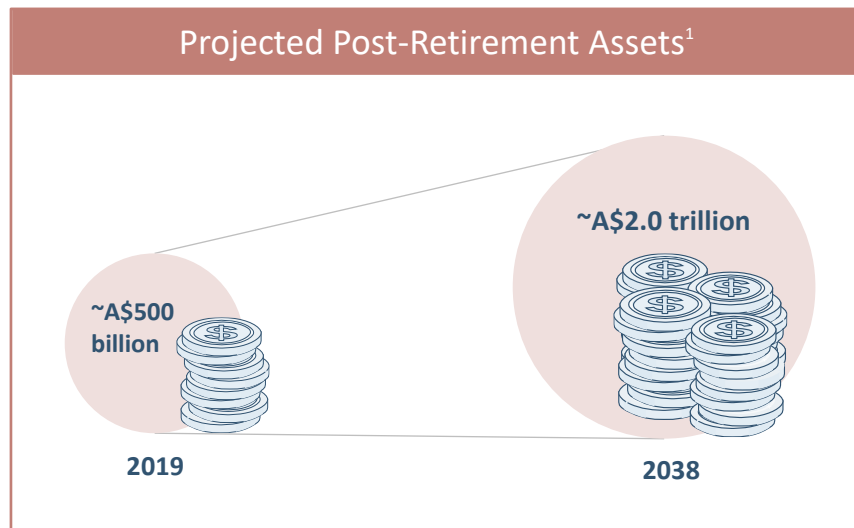 Projected Post-Retirement Assets¹
~A$2.0 trillion
~A$500
billion
2019
2038